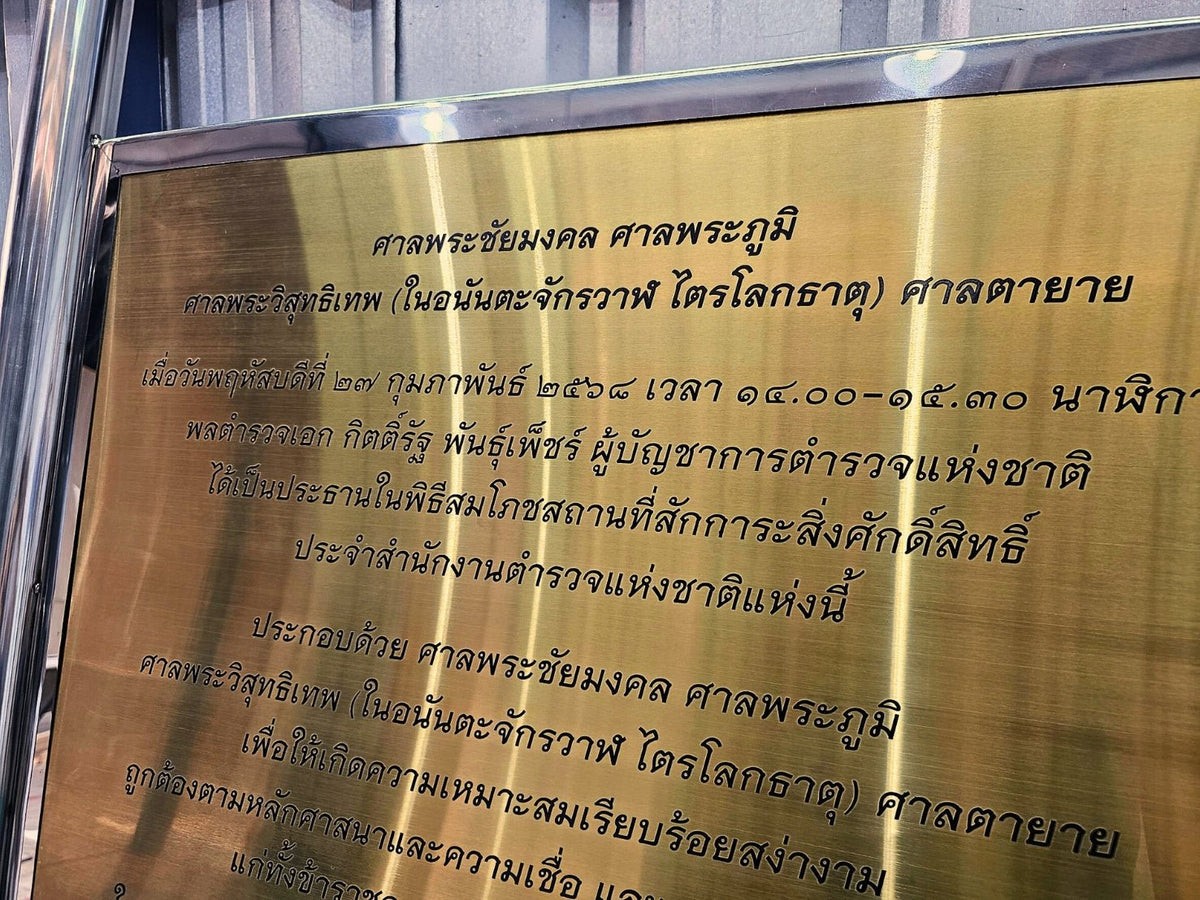 ศาลพระชัยมงคล ศาลพระภูมิ
ศาลพระวิสุทธิเทพ (ในอนันตะจักรวาฬ ไตรโลกธาตุ) ศาลตายาย
เมื่อวันพฤหัสบดีที่ ๒๗ กุมภาพันธ์ ๒๕๖๘ เวลา ๑๔.๐๐-๑๕.๓๐ นาฬิกา
พลตำรวจเอก กิตติ์รัฐ พันธุ์เพ็ชร์ ผู้บัญชาการตำรวจแห่งชาติ
ได้เป็นประธานในพิธีสมโภชสถานที่สักการะสิ่งศักดิ์สิทธิ์
ประจำสำนักงานตำรวจแห่งชาติแห่งนี้
ประกอบด้วย ศาลพระชัยมงคล ศาลพระภูมิ
ศาลพระวิสุทธิเทพ (ในอนันตะจักรวาฬ ไตรโลกธาตุ) ศาลตายาย
เพื่อให้เกิดความเหมาะสมเรียบร้อยสง่างาม
ถูกต้องตามหลักศาสนาและความเชื่อ
แก่ทั้งข้าราช